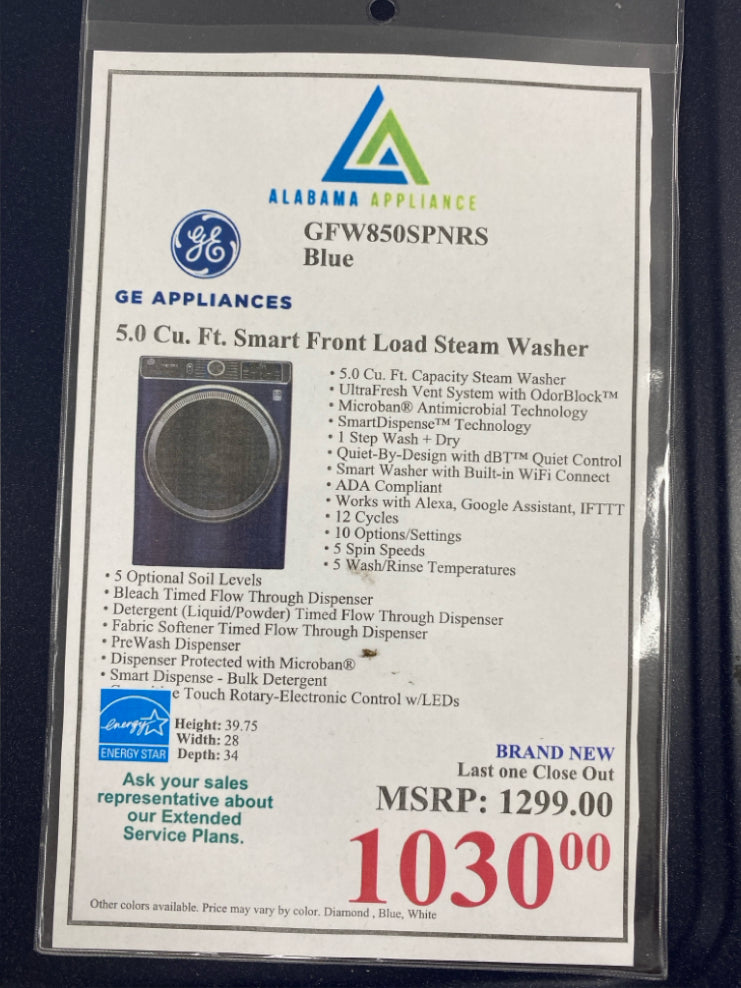 ALABAMA APPLIANCE
GE
GFW850SPNRS
Blue
GE APPLIANCES
5.0 Cu. Ft. Smart Front Load Steam Washer
• 5.0 Cu. Ft. Capacity Steam Washer
• UltraFresh Vent System with OdorBlock™
• Microban® Antimicrobial Technology
• SmartDispense™ Technology
• 1 Step Wash + Dry
• Quiet-By-Design with dBT™ Quiet Control
• Smart Washer with Built-in WiFi Connect
• ADA Compliant
• Works with Alexa, Google Assistant, IFTTT
• 12 Cycles
• 10 Options/Settings
• 5 Spin Speeds
• 5 Wash/Rinse Temperatures
• 5 Optional Soil Levels
• Bleach Timed Flow Through Dispenser
• Detergent (Liquid/Powder) Timed Flow Through Dispenser
• Fabric Softener Timed Flow Through Dispenser
• PreWash Dispenser
• Dispenser Protected with Microban®
• Smart Dispense - Bulk Detergent
Touch Rotary-Electronic Control w/LEDs
energy
ENERGY STAR
Height: 39.75
Width: 28
Depth: 34
Ask your sales
representative about
our Extended
Service Plans.
BRAND NEW
Last one Close Out
MSRP: 1299.00
1030⁰⁰
Other colors available. Price may vary by color. Diamond , Blue, White